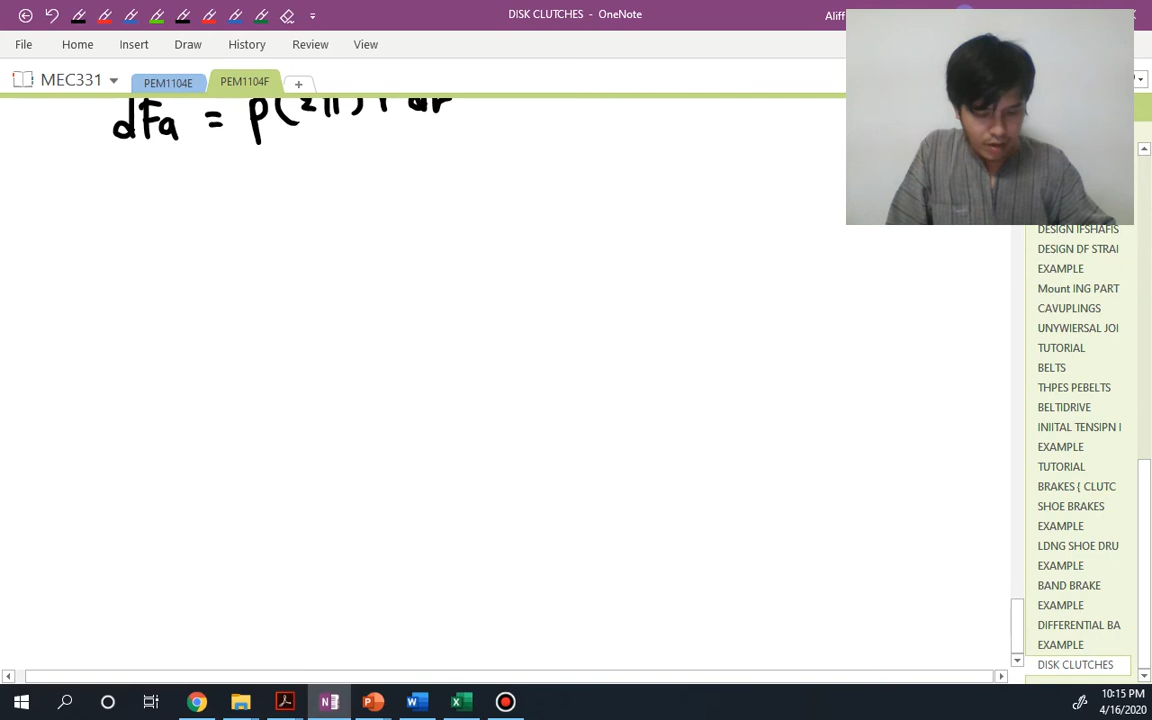 DISK CLUTCHES - OneNote
Aliff
File Home Insert Draw History Review View
MEC331 PEM1104E PEM1104F
dFa = p(2π) r dr
DESIGN IFSHAFIS
DESIGN DF STRAI
EXAMPLE
Mount ING PART
CAVUPLINGS
UNYWIERSAL JOI
TUTORIAL
BELTS
THPES PEBELTS
BELTIDRIVE
INIITAL TENSIPN I
EXAMPLE
TUTORIAL
BRAKES { CLUTC
SHOE BRAKES
EXAMPLE
LDNG SHOE DRU
EXAMPLE
BAND BRAKE
EXAMPLE
DIFFERENTIAL BA
EXAMPLE
DISK CLUTCHES
10:15 PM
4/16/2020